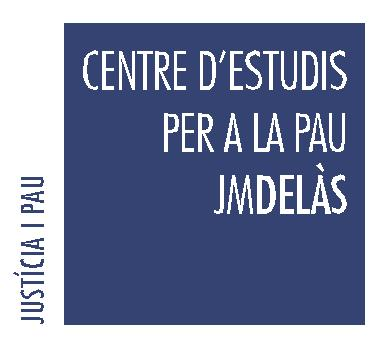 CENTRE D'ESTUDIS
PER A LA PAU
JMDELÀS
JUSTÍCIA I PAU